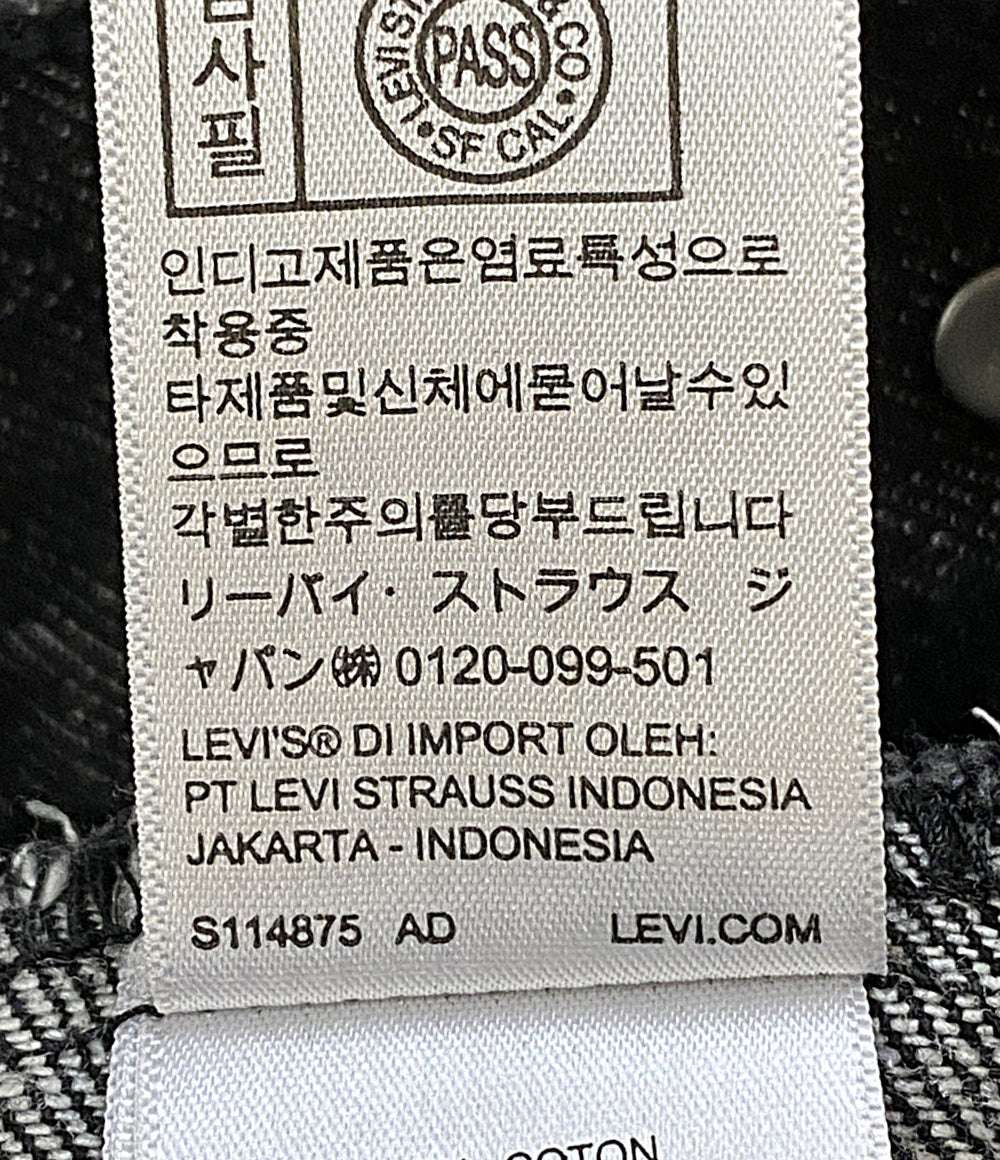 사
필
LEVI ST
& CO
PASS
• SF CAL •
인디고제품은염료특성으로
착용중
타제품및신체에묻어날수있
으므로
각별한주의를당부드립니다
リーバイ・ ストラウス ジ
ャパン㈱ 0120-099-501
LEVI'S® DI IMPORT OLEH:
PT LEVI STRAUSS INDONESIA
JAKARTA - INDONESIA
S114875 AD LEVI.COM
COTON